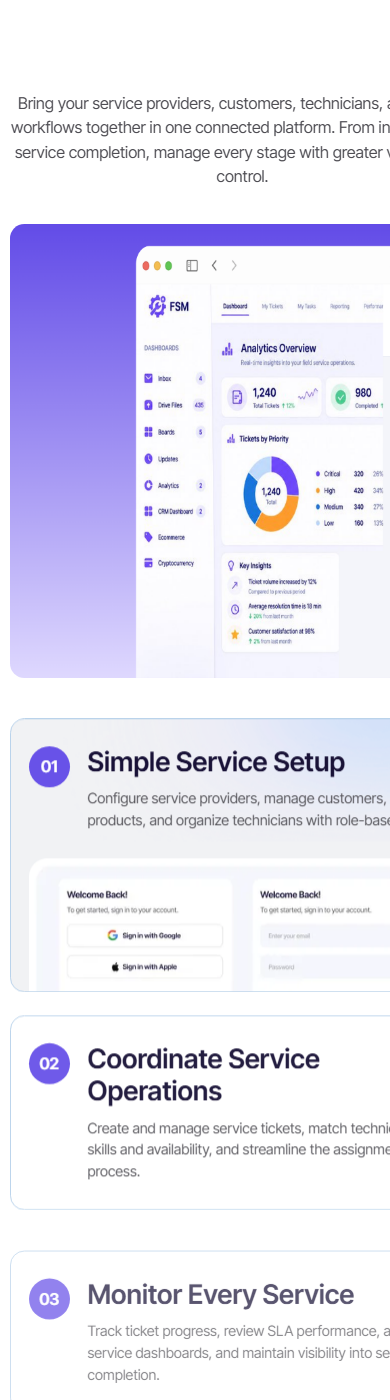 Bring your service providers, customers, technicians,
workflows together in one connected platform. From
service completion, manage every stage with greater
control.
FSM
Dashboard My Tickets My Tasks Reporting
DASHBOARDS
Analytics Overview
Real-time insights into your field service operations.
Inbox 4
Drive Files 435
Boards 5
Updates
Analytics 2
CRM Dashboard 2
Ecommerce
Cryptocurrency
1,240
Total Tickets ↑ 12%
980
Completed
Tickets by Priority
1,240
Total
Critical 320 26%
High 420 34%
Medium 340 27%
Low 160 13%
Key Insights
Ticket volume increased by 12%
Compared to previous period
Average resolution time is 18 min
↓ 24% from last month
Customer satisfaction at 98%
↑ 2% from last month
01
Simple Service Setup
Configure service providers, manage customers,
products, and organize technicians with
Welcome Back!
To get started, sign in to your account.
Sign in with Google
Sign in with Apple
Welcome Back!
To get started, sign in to your account.
Enter your email
Password
02
Coordinate Service
Operations
Create and manage service tickets, match
skills and availability, and streamline the
process.
03
Monitor Every Service
Track ticket progress, review SLA performance,
service dashboards, and maintain visibility into
completion.